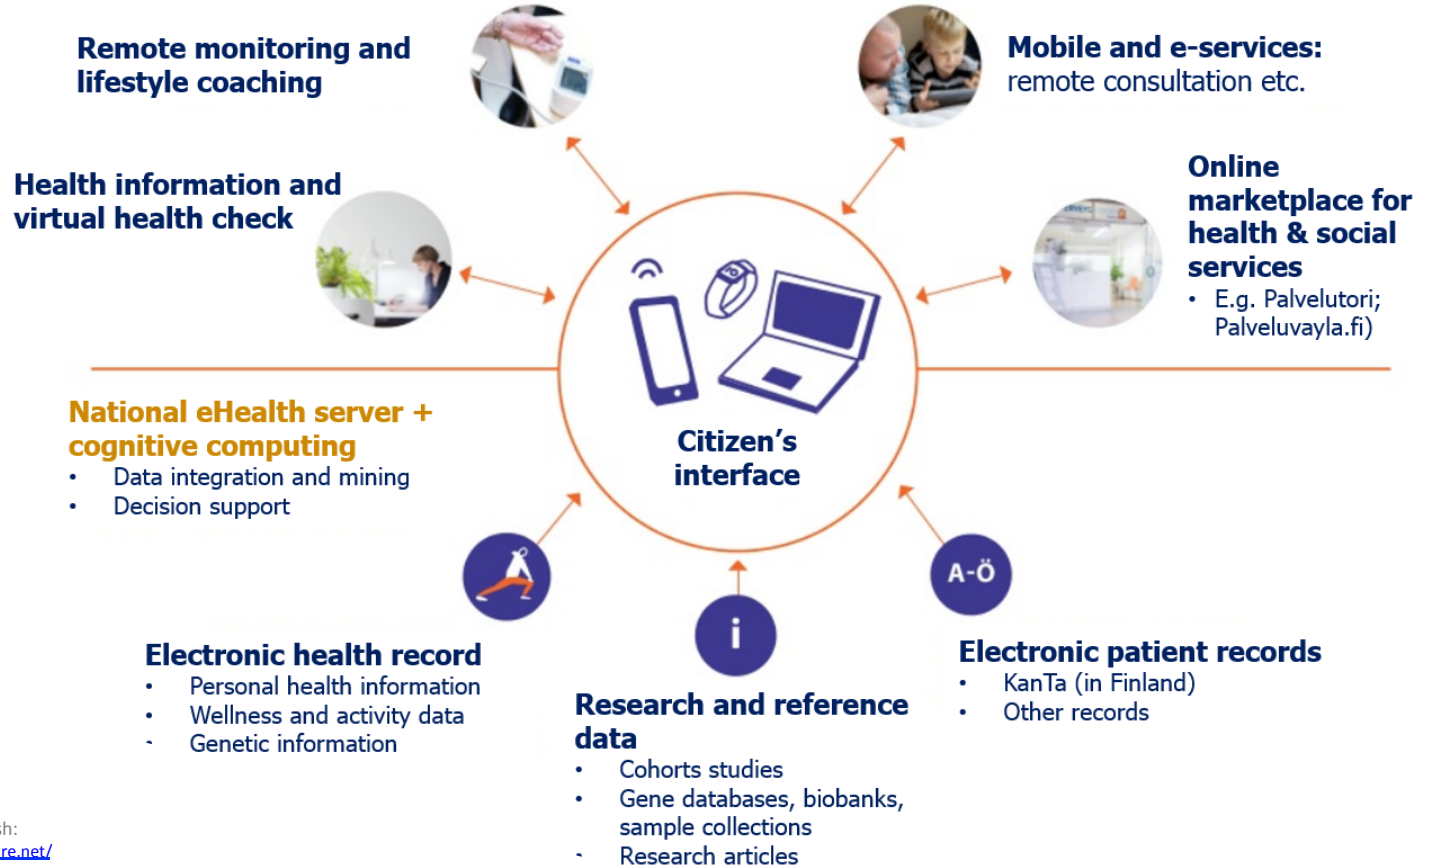 Remote monitoring and
lifestyle coaching
Mobile and e-services:
remote consultation etc.
Health information and
virtual health check
Online
marketplace for
health & social
services
• E.g. Palvelutori;
Palveluvayla.fi)
National eHealth server +
cognitive computing
• Data integration and mining
• Decision support
Citizen’s
interface
A-Ö
i
Electronic health record
• Personal health information
• Wellness and activity data
• Genetic information
Research and reference
data
• Cohorts studies
• Gene databases, biobanks,
sample collections
• Research articles
Electronic patient records
• KanTa (in Finland)
• Other records
sh:
re.net/